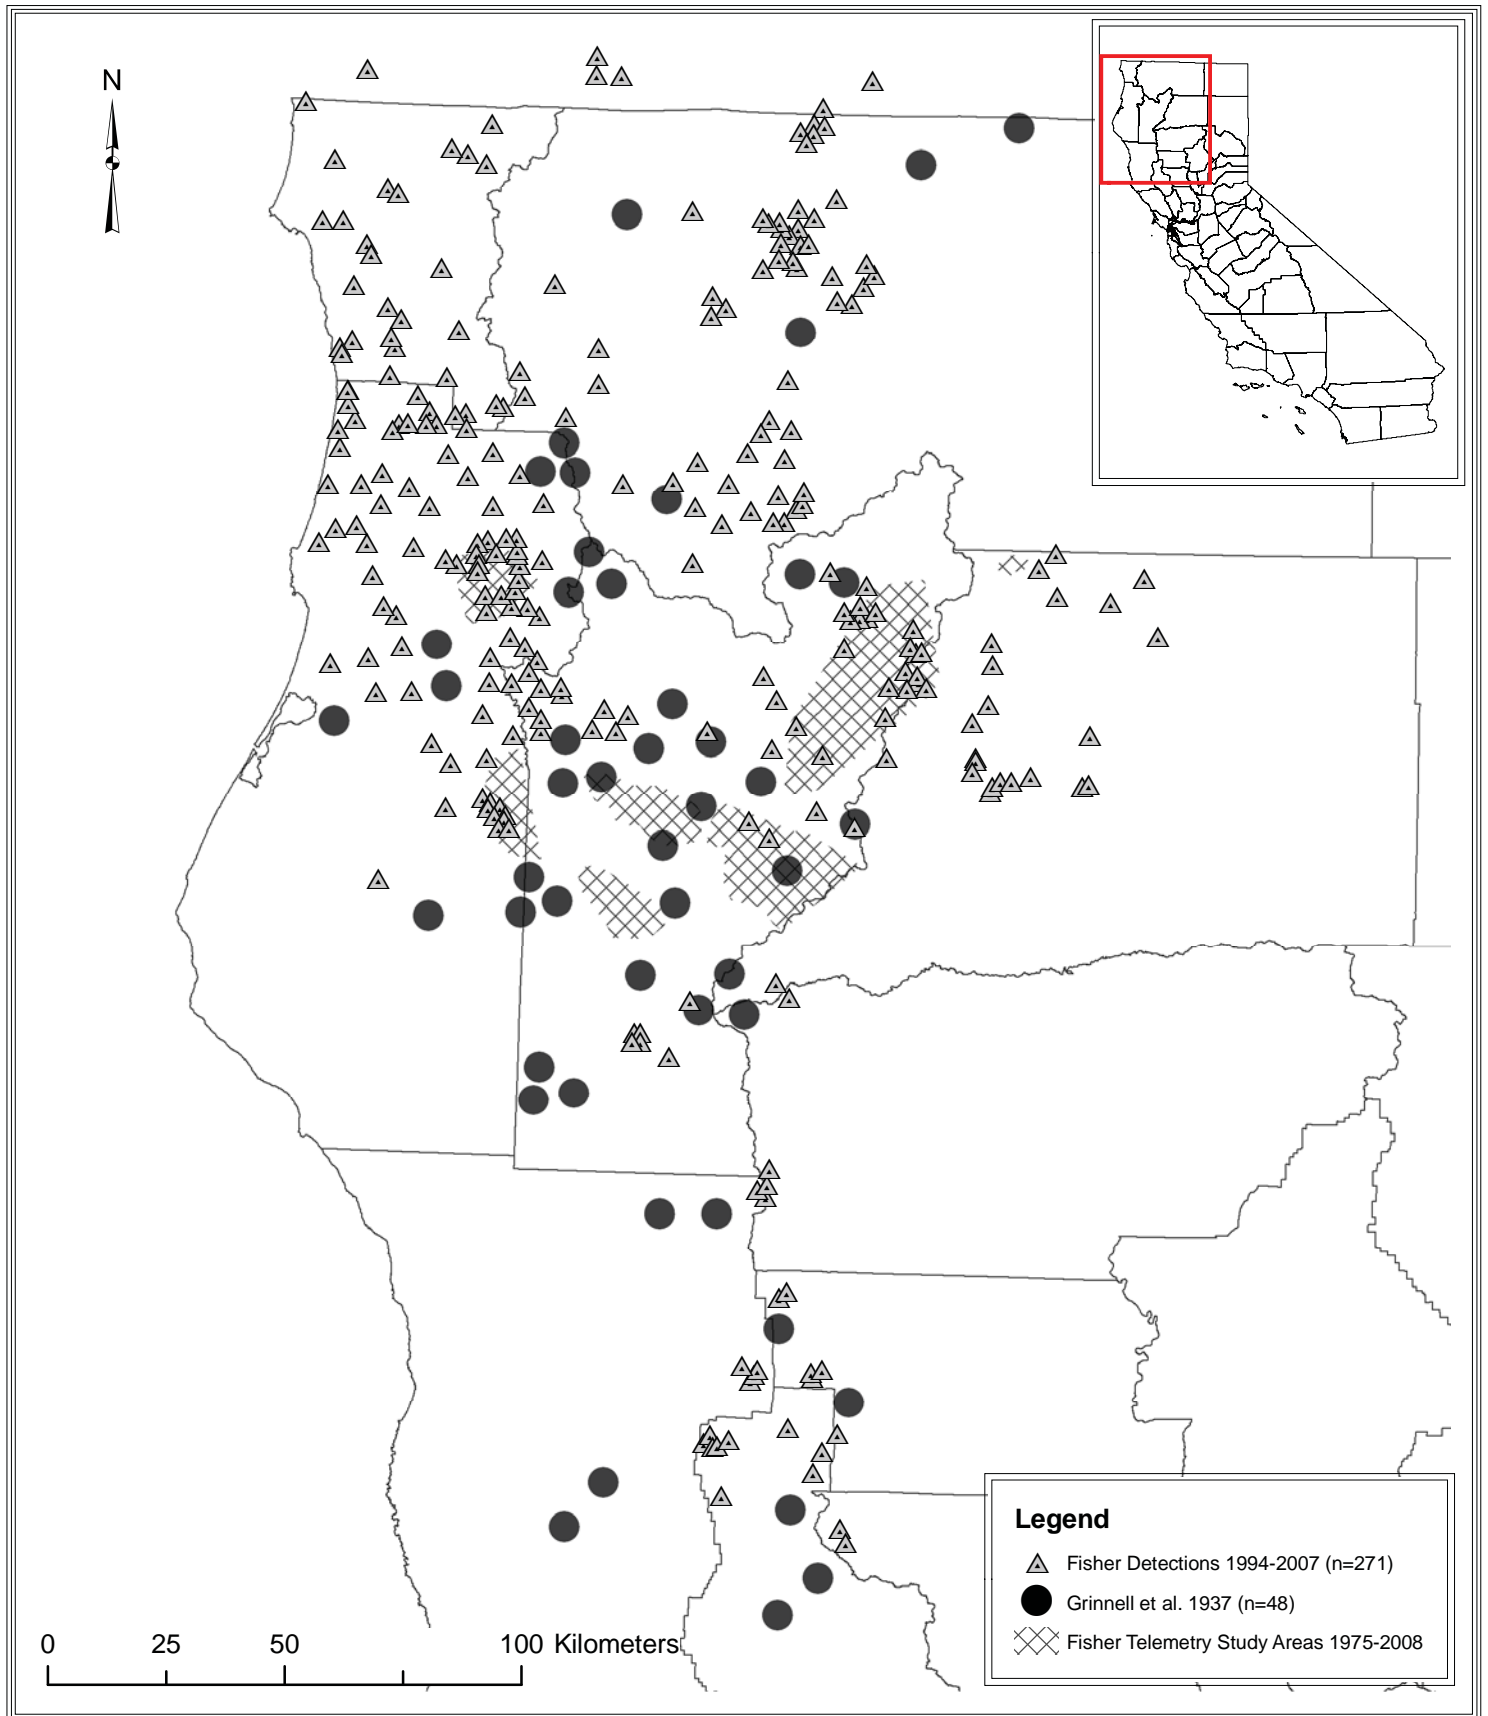 N
Legend
Fisher Detections 1994-2007 (n=271)
Grinnell et al. 1937 (n=48)
Fisher Telemetry Study Areas 1975-2008
0 25 50 100 Kilometers